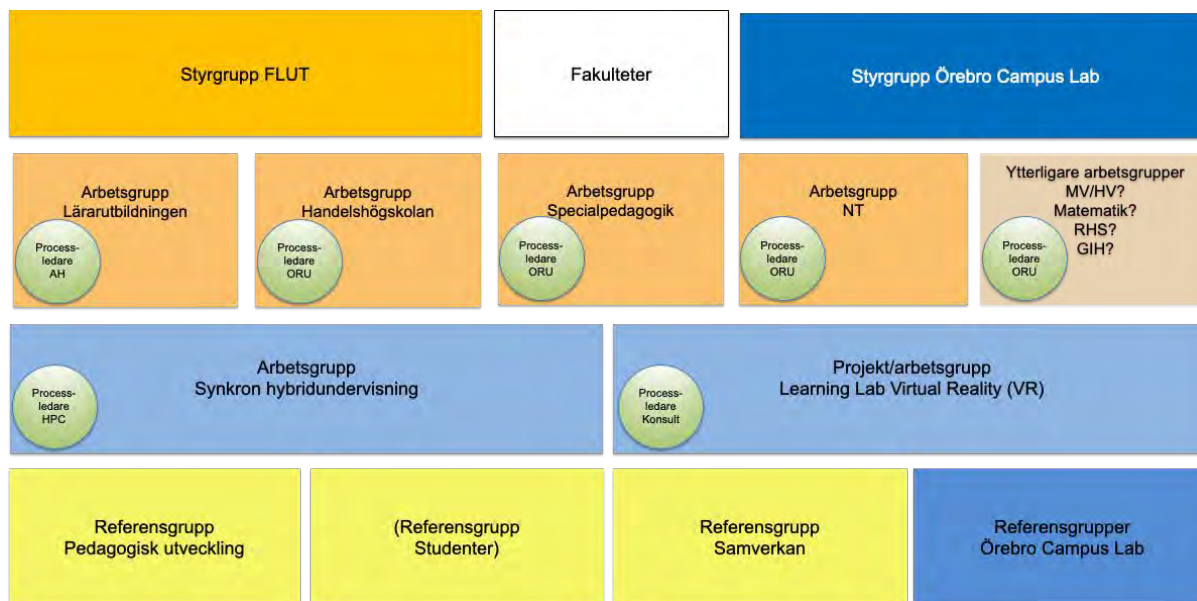 Styrgrupp FLUT
Fakulteter
Styrgrupp Örebro Campus Lab
Arbetsgrupp
Lärarutbildningen
Process-
ledare
AH
Arbetsgrupp
Handelshögskolan
Process-
ledare
ORU
Arbetsgrupp
Specialpedagogik
Process-
ledare
ORU
Arbetsgrupp
NT
Process-
ledare
ORU
Ytterligare arbetsgrupper
MV/HV?
Matematik?
RHS?
GIH?
Process-
ledare
ORU
Arbetsgrupp
Synkron hybridundervisning
Process-
ledare
HPC
Projekt/arbetsgrupp
Learning Lab Virtual Reality (VR)
Process-
ledare
Konsult
Referensgrupp
Pedagogisk utveckling
(Referensgrupp
Studenter)
Referensgrupp
Samverkan
Referensgrupper
Örebro Campus Lab